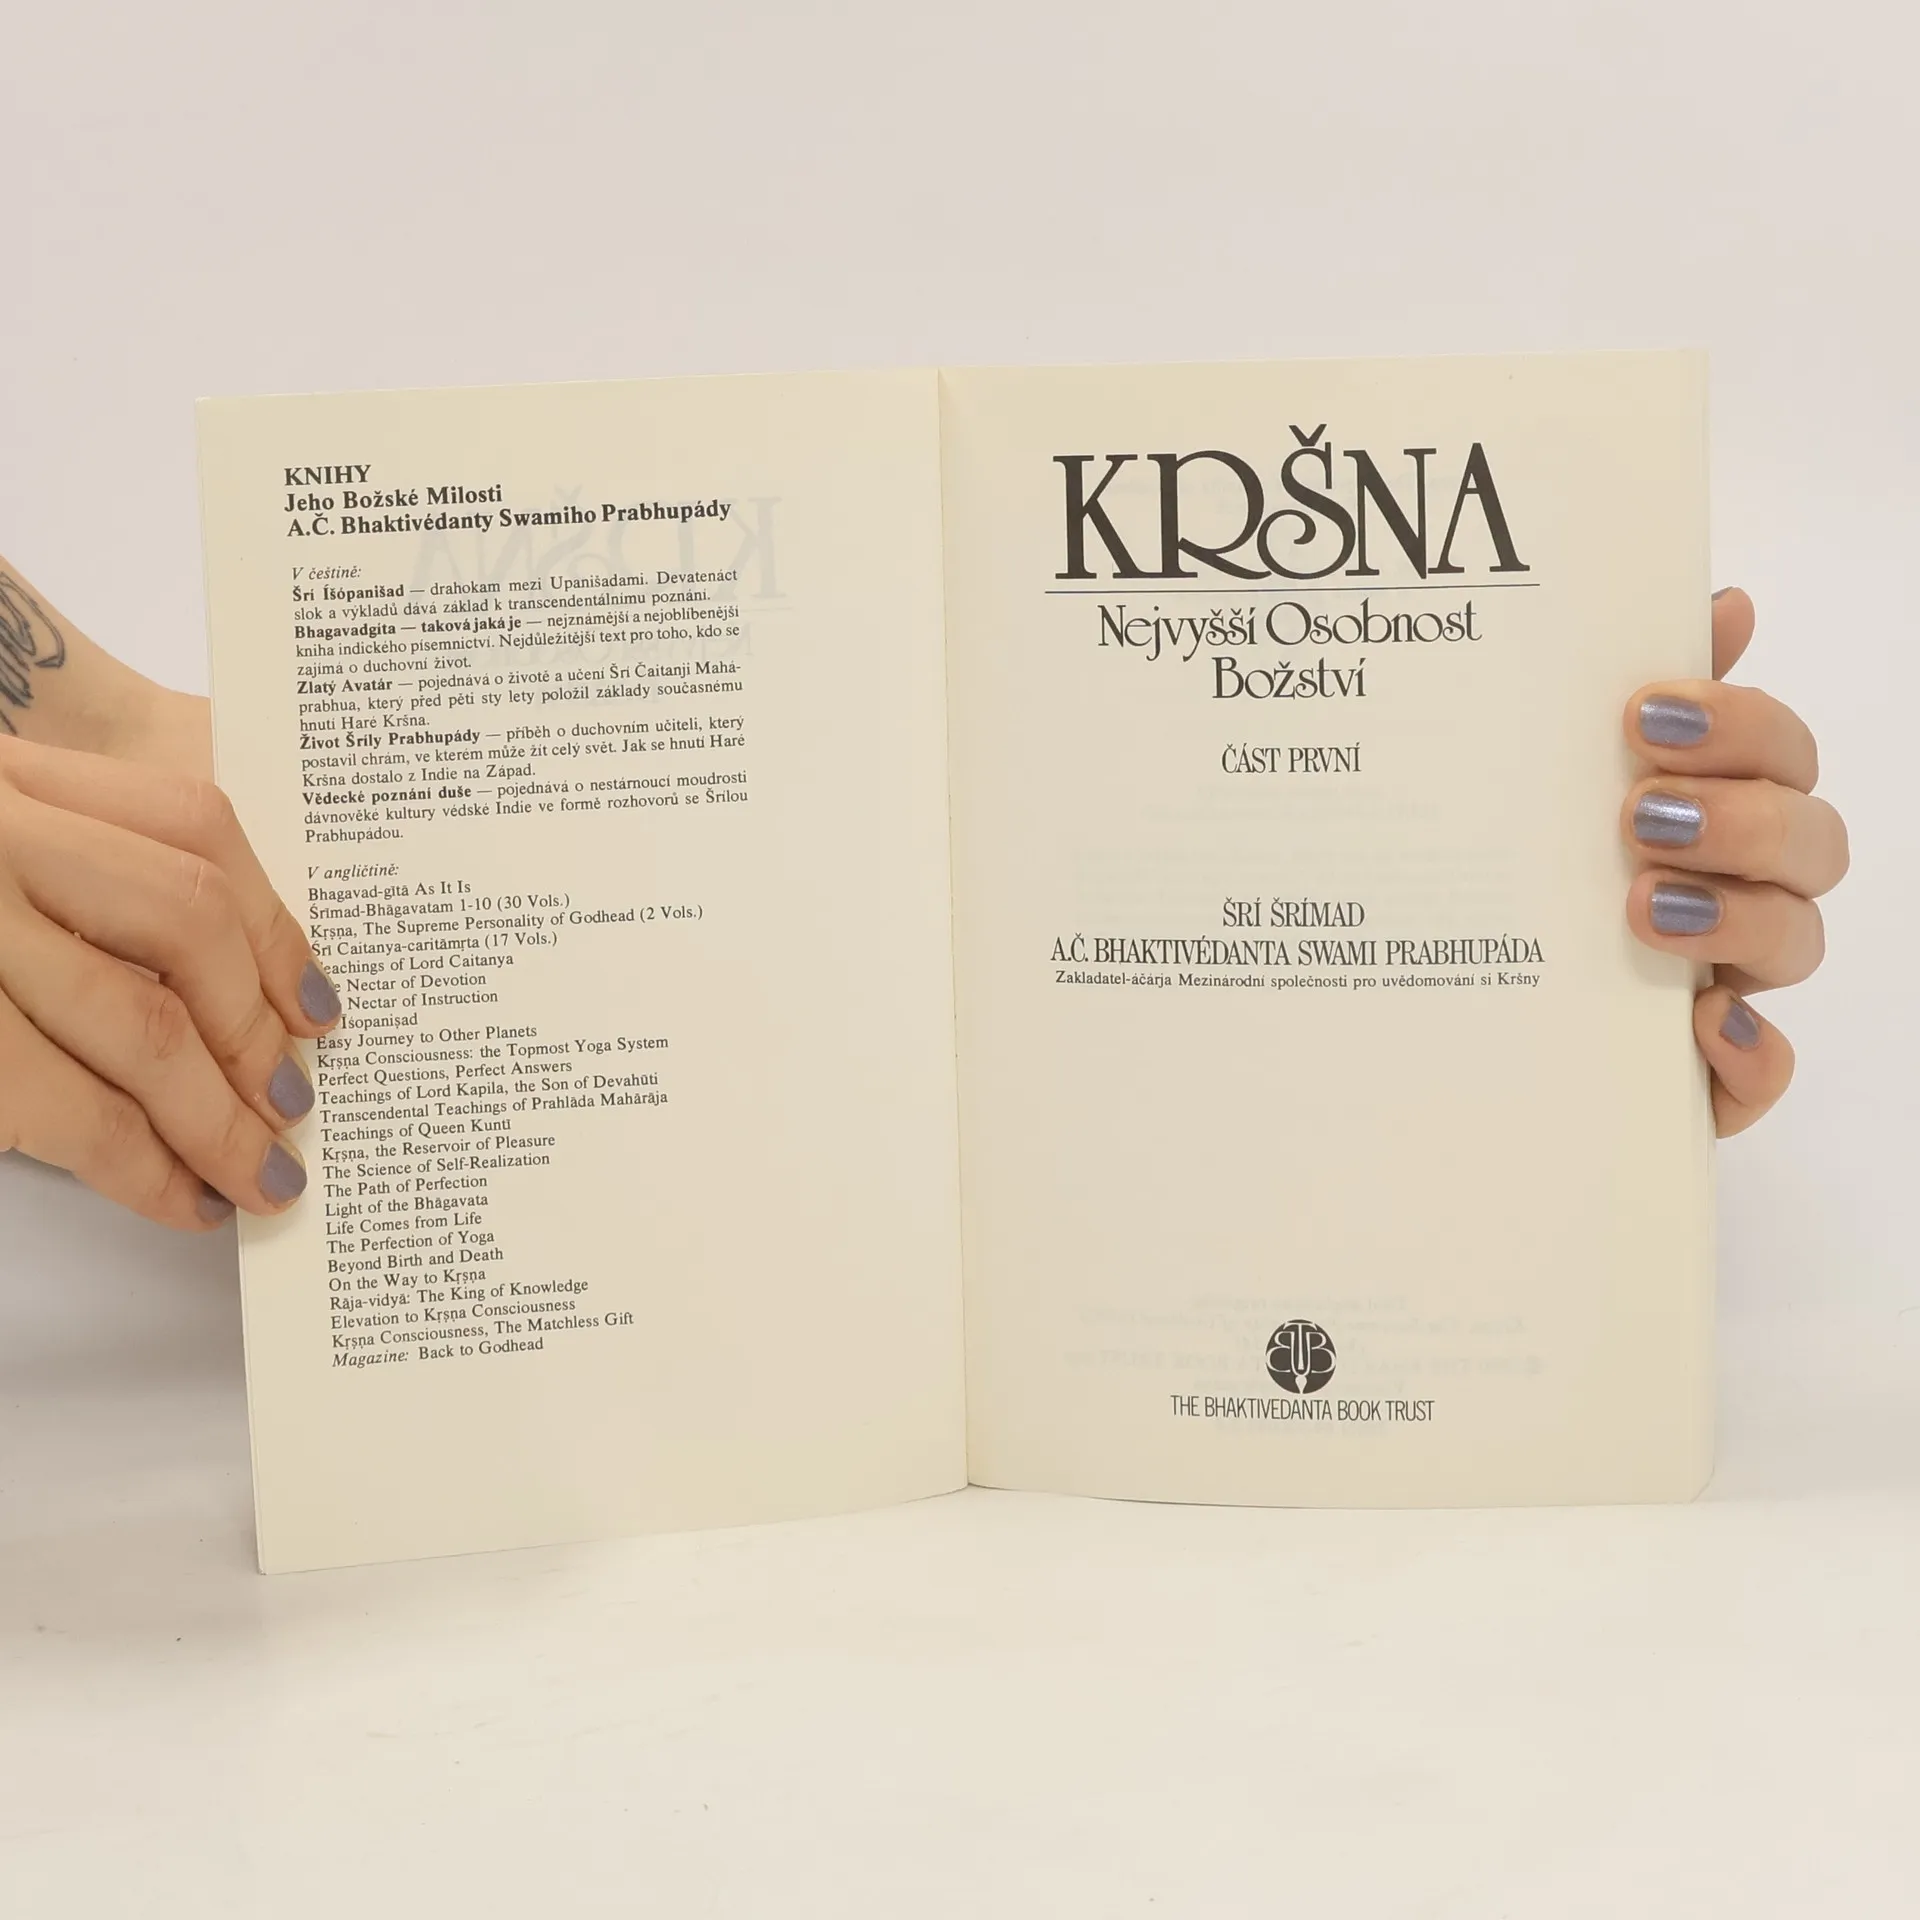 KNIHY
Jeho Božské Milosti
A.Č. Bhaktivédanty Swamiho Prabhupády
V češtině:
Šrí Íšópanišad — drahokam mezi Upanišadami. Devatenáct
slok a výkladů dává základ k transcendentálnímu poznání.
Bhagavadgíta — taková jaká je — nejznámější a nejoblíbenější
kniha indického písemnictví. Nejdůležitější text pro toho, kdo se
zajímá o duchovní život.
Zlatý Avatár — pojednává o životě a učení Šrí Čaitanji Mahá-
prabhua, který před pěti sty lety položil základy současnému
hnutí Haré Kršna.
Život Šríly Prabhupády — příběh o duchovním učiteli, který
postavil chrám, ve kterém může žít celý svět. Jak se hnutí Haré
Kršna dostalo z Indie na Západ.
Vědecké poznání duše — pojednává o nestárnoucí moudrosti
dávnověké kultury védské Indie ve formě rozhovorů se Šrílou
Prabhupádou.
V angličtině:
Bhagavad-gītā As It Is
Śrīmad-Bhāgavatam 1-10 (30 Vols.)
Kṛṣṇa, The Supreme Personality of Godhead (2 Vols.)
Śrī Caitanya-caritāmṛta (17 Vols.)
eachings of Lord Caitanya
Nectar of Devotion
Nectar of Instruction
Īśopaniṣad
Easy Journey to Other Planets
Kṛṣṇa Consciousness: the Topmost Yoga System
Perfect Questions, Perfect Answers
Teachings of Lord Kapila, the Son of Devahūti
Transcendental Teachings of Prahlāda Mahārāja
Teachings of Queen Kuntī
Kṛṣṇa, the Reservoir of Pleasure
The Science of Self-Realization
The Path of Perfection
Light of the Bhāgavata
Life Comes from Life
The Perfection of Yoga
Beyond Birth and Death
On the Way to Kṛṣṇa
Rāja-vidyā: The King of Knowledge
Elevation to Kṛṣṇa Consciousness
Kṛṣṇa Consciousness, The Matchless Gift
Magazine: Back to Godhead
KRŠNA
Nejvyšší Osobnost
Božství
ČÁST PRVNÍ
ŠRÍ ŠRÍMAD
A.Č. BHAKTIVÉDANTA SWAMI PRABHUPÁDA
Zakladatel-áčárja Mezinárodní společnosti pro uvědomování si Kršny
BTB
THE BHAKTIVEDANTA BOOK TRUST